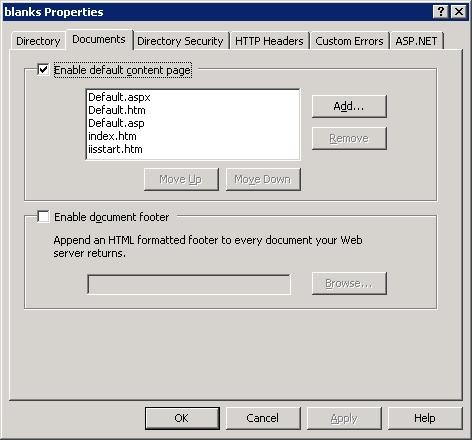 blanks Properties
Directory Documents Directory Security HTTP Headers Custom Errors ASP.NET
Enable default content page
Default.aspx
Default.htm
Default.asp
index.htm
iisstart.htm
Add...
Remove
Move Up Move Down
Enable document footer
Append an HTML formatted footer to every document your Web
server returns.
Browse...
OK Cancel Apply Help